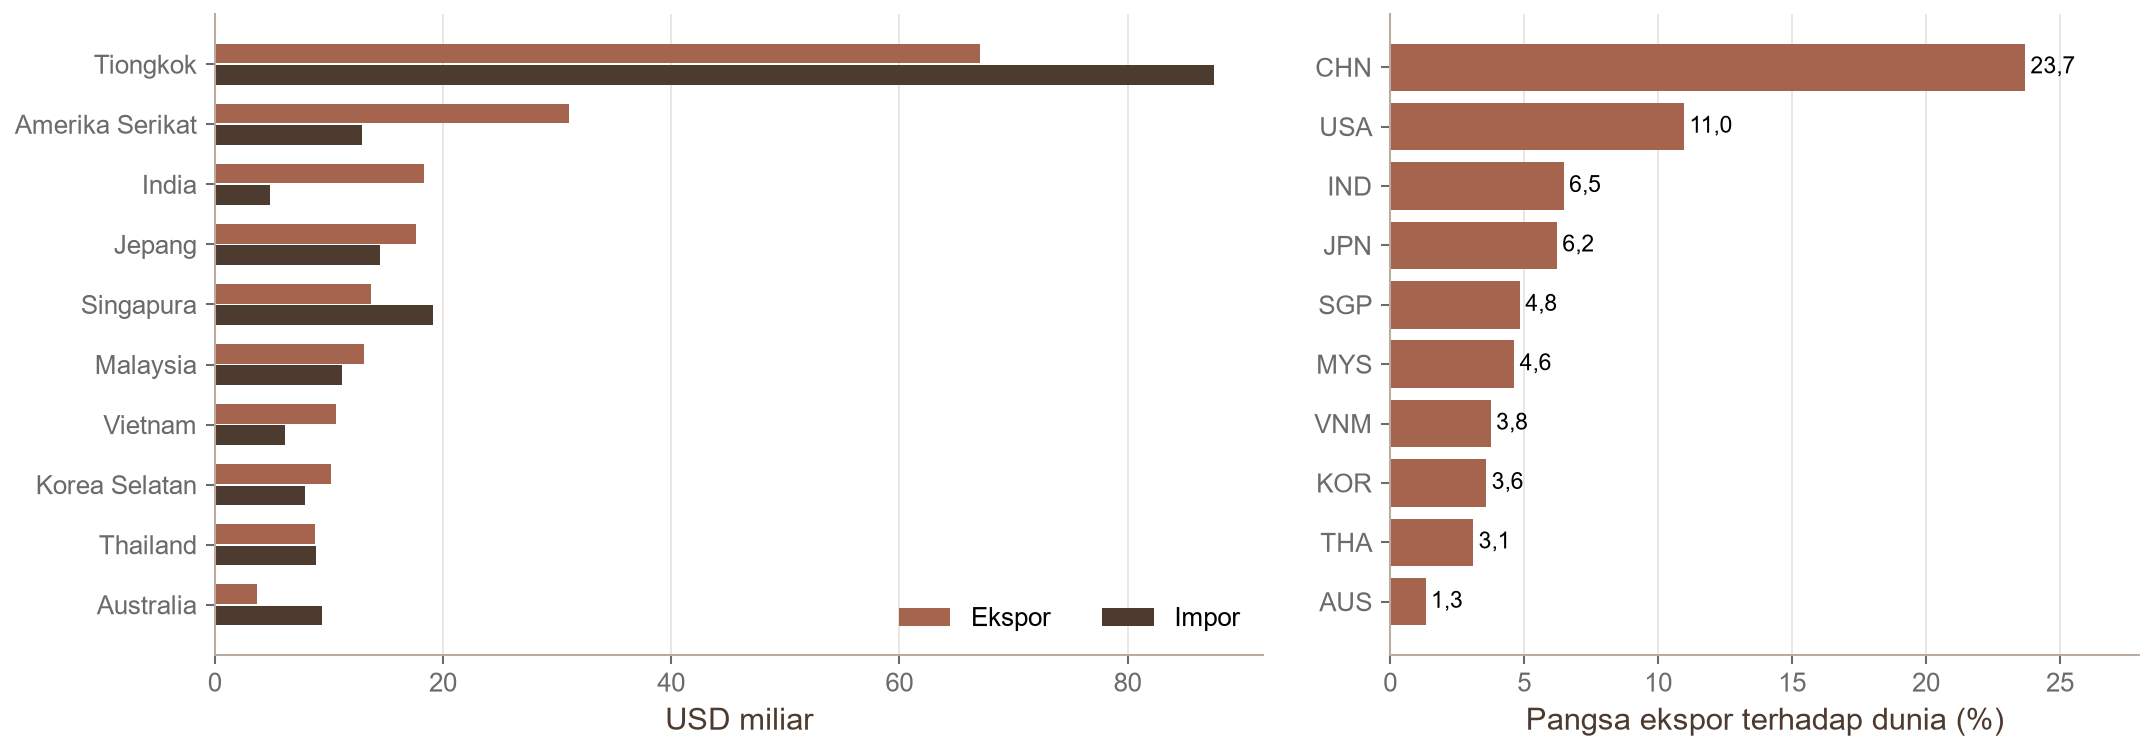 Tiongkok
Amerika Serikat
India
Jepang
Singapura
Malaysia
Vietnam
Korea Selatan
Thailand
Australia
Ekspor
Impor
0 20 40 60 80
USD miliar
CHN 23,7
USA 11,0
IND 6,5
JPN 6,2
SGP 4,8
MYS 4,6
VNM 3,8
KOR 3,6
THA 3,1
AUS 1,3
0 5 10 15 20 25
Pangsa ekspor terhadap dunia (%)